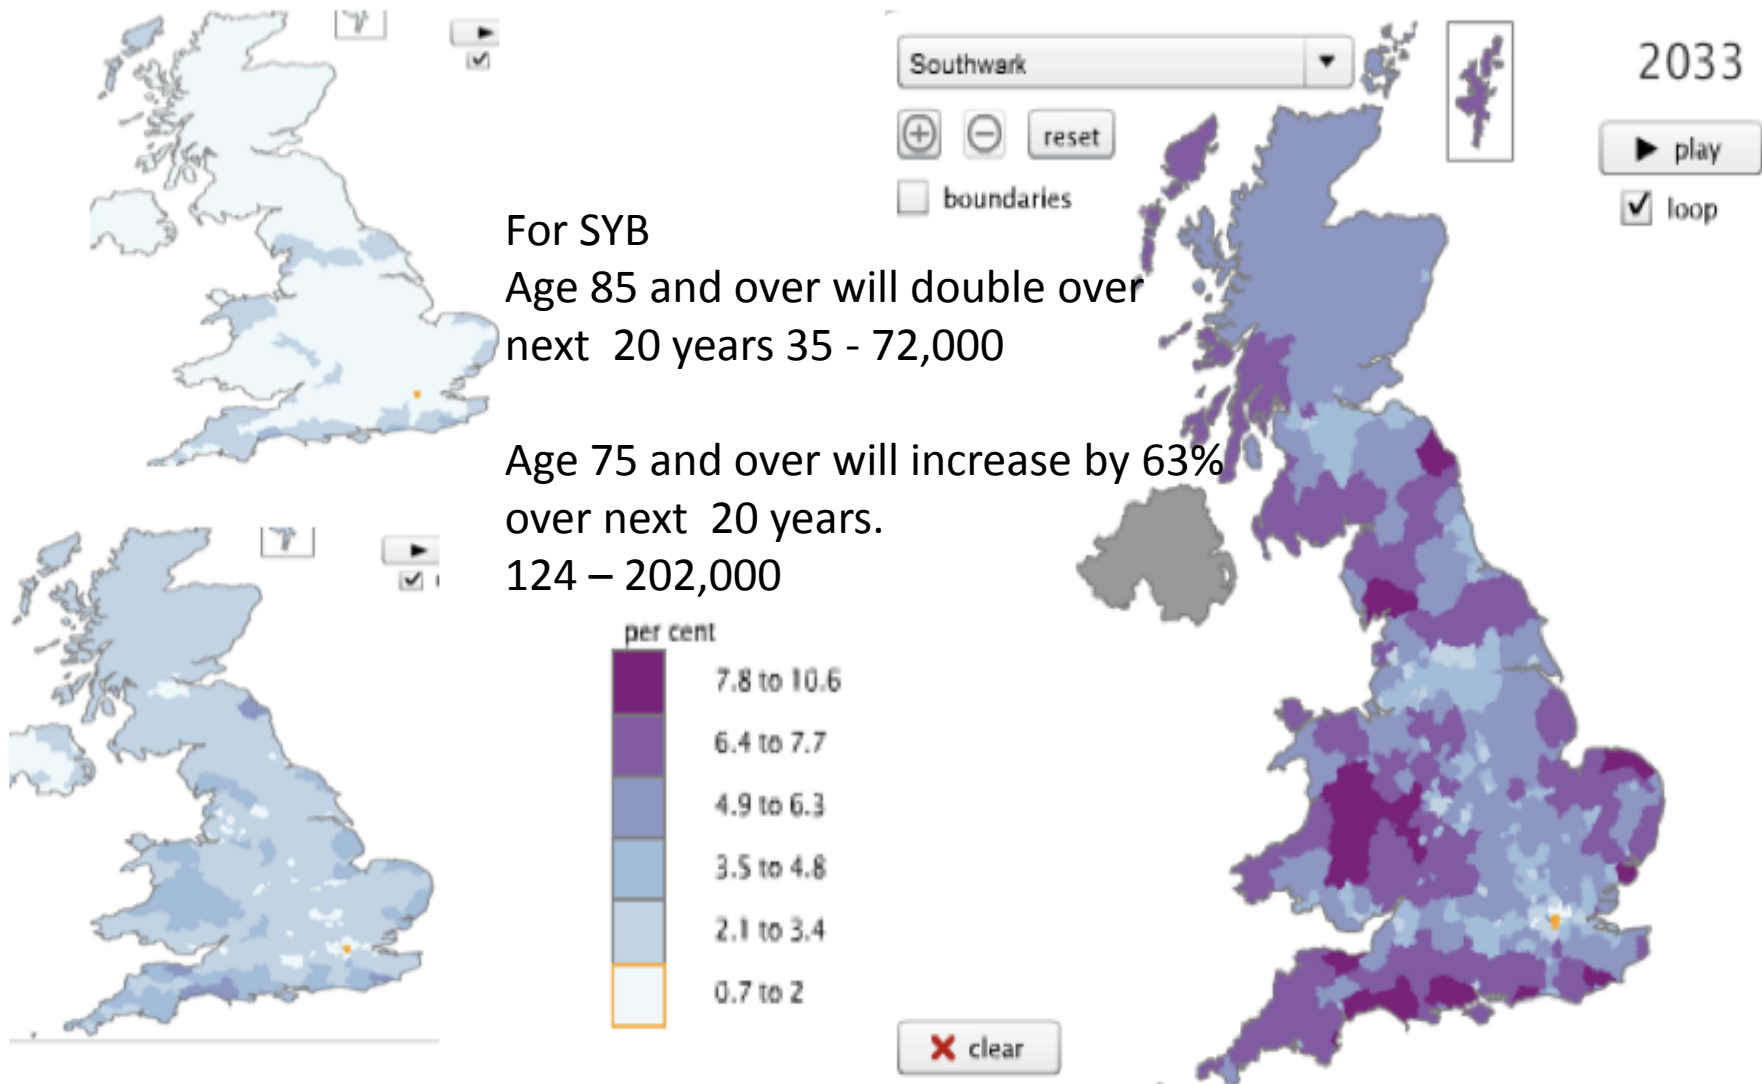 Southwark
2033
reset
play
boundaries
loop
For SYB
Age 85 and over will double over
next  20 years 35 - 72,000
Age 75 and over will increase by 63%
over next  20 years.
124 – 202,000
per cent
7.8 to 10.6
6.4 to 7.7
4.9 to 6.3
3.5 to 4.8
2.1 to 3.4
0.7 to 2
clear